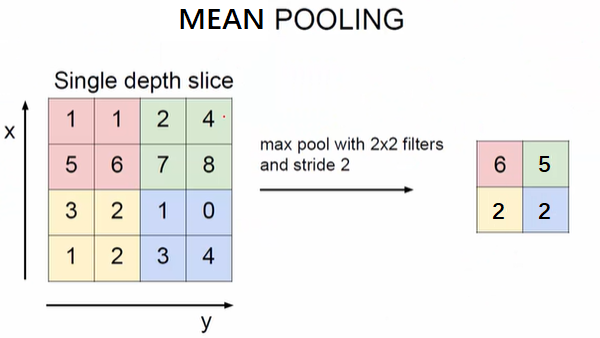 MEAN POOLING
Single depth slice
x
1 1 2 4
5 6 7 8
3 2 1 0
1 2 3 4
y
max pool with 2x2 filters
and stride 2
6 5
2 2